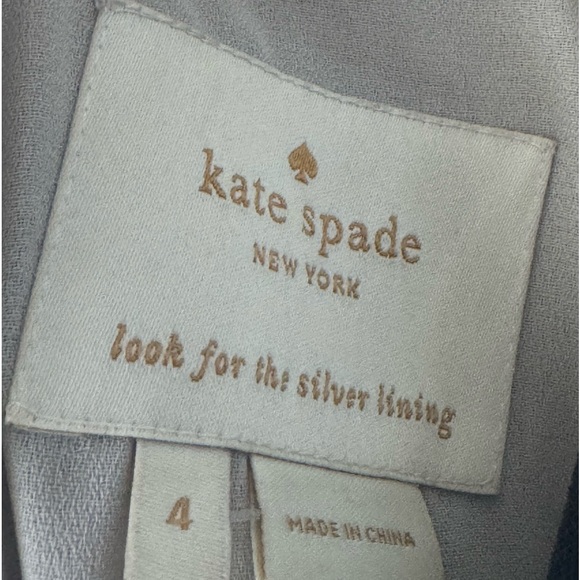 kate spade
NEW YORK
look for the silver lining
4
MADE IN CHINA